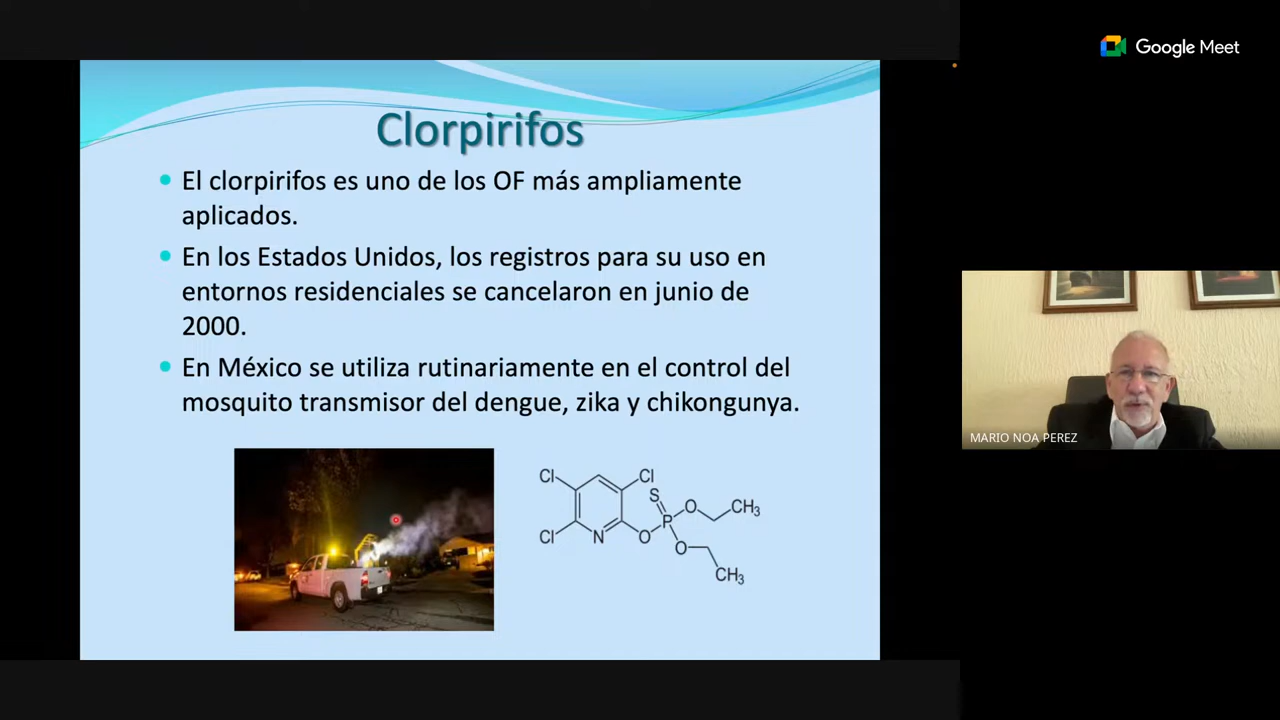 Google Meet
Clorpirifos
El clorpirifos es uno de los OF más ampliamente
aplicados.
En los Estados Unidos, los registros para su uso en
entornos residenciales se cancelaron en junio de
2000.
En México se utiliza rutinariamente en el control del
mosquito transmisor del dengue, zika y chikongunya.
Cl
Cl
S
O
CH3
Cl
N
O
P
O
CH3
MARIO NOA PEREZ